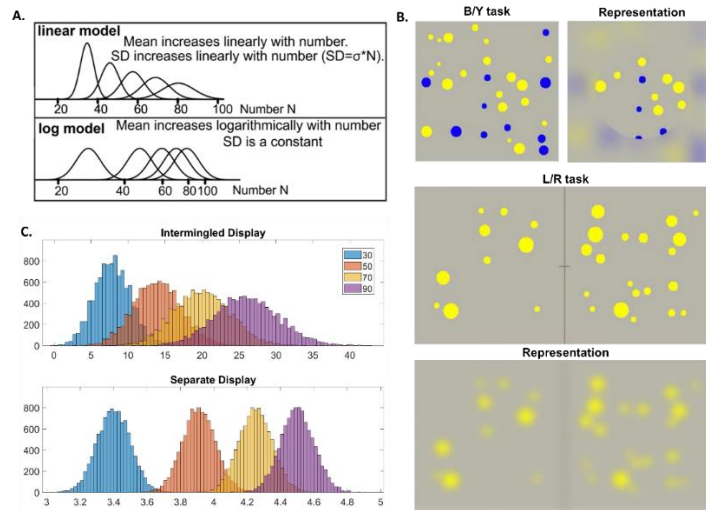 A.
linear model
Mean increases linearly with number.
SD increases linearly with number (SD=σ*N).
20 40 60 80 100
Number N
log model
Mean increases logarithmically with number
SD is a constant
20 40 60 80 100
Number N
B.
B/Y task Representation
L/R task
Representation
C.
Intermingled Display
800
600
400
200
0
30
50
70
90
0 5 10 15 20 25 30 35 40
Separate Display
800
600
400
200
0
3 3.2 3.4 3.6 3.8 4 4.2 4.4 4.6 4.8 5